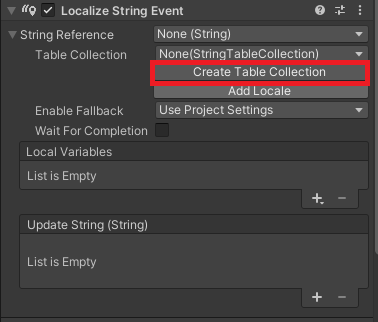 Localize String Event
String Reference None (String)
Table Collection None(StringTableCollection)
Create Table Collection
Add Locale
Enable Fallback Use Project Settings
Wait For Completion
Local Variables
List is Empty
Update String (String)
List is Empty